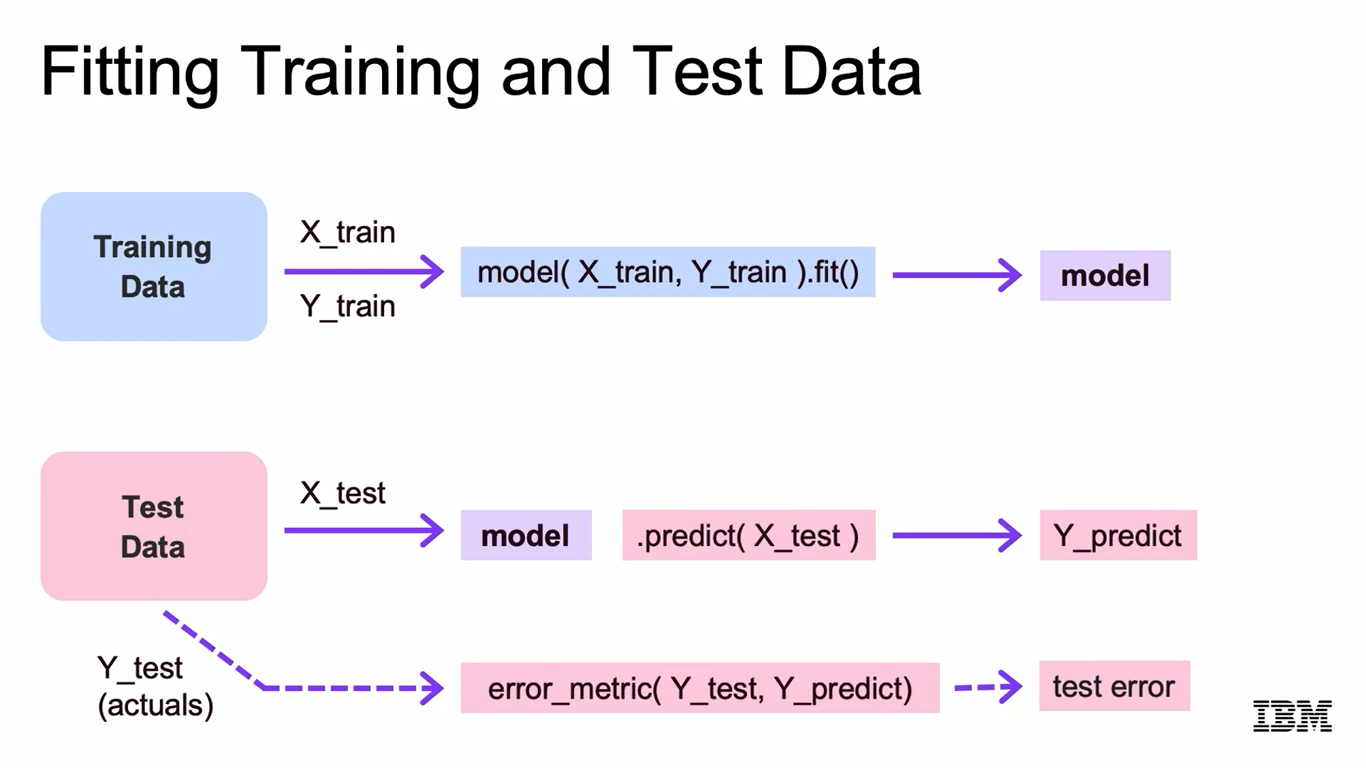 Fitting Training and Test Data
Training
Data
X_train
Y_train
model( X_train, Y_train ).fit()
model
Test
Data
X_test
model
.predict( X_test )
Y_predict
Y_test
(actuals)
error_metric( Y_test, Y_predict)
test error
IBM